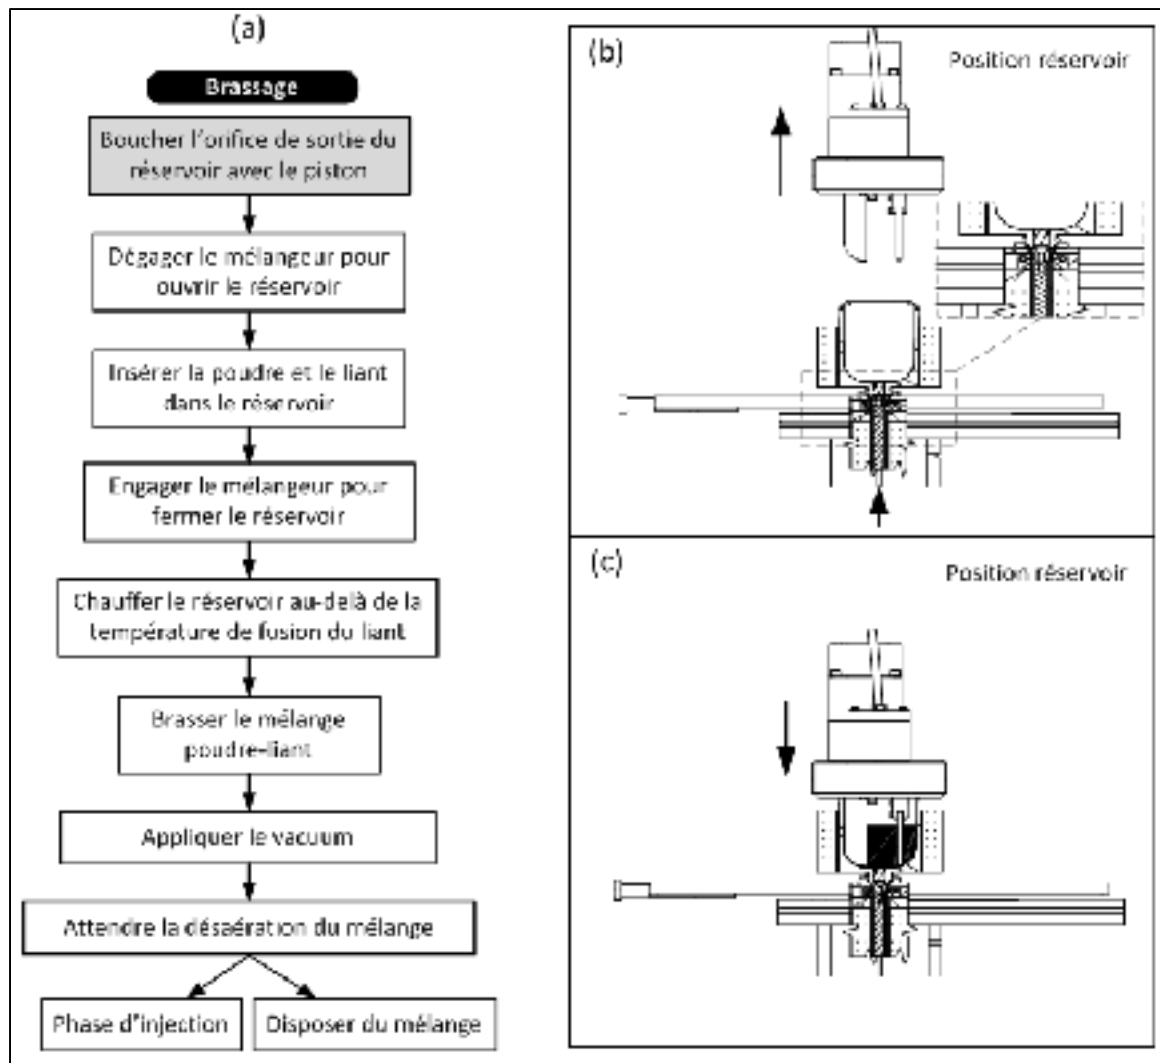 (a)
Brassage
Boucher l'orifice de sortie du
réservoir avec le piston
Dégager le mélangeur pour
ouvrir le réservoir
Insérer la poudre et le liant
dans le réservoir
Engager le mélangeur pour
fermer le réservoir
Chauffer le réservoir au-delà de la
température de fusion du liant
Brasser le mélange
poudre-liant
Appliquer le vacuum
Attendre la désaération du mélange
Phase d'injection
Disposer du mélange
(b)
Position réservoir
(c)
Position réservoir